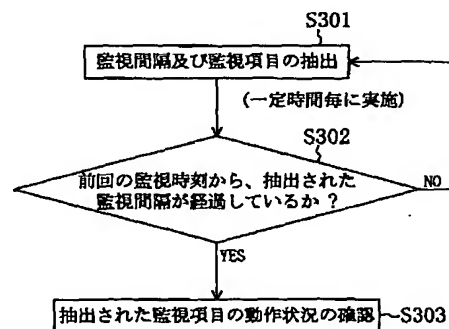 S301
監視間隔及び監視項目の抽出
(一定時間毎に実施)
S302
前回の監視時刻から、抽出された
監視間隔が経過しているか？
NO
YES
抽出された監視項目の動作状況の確認
S303